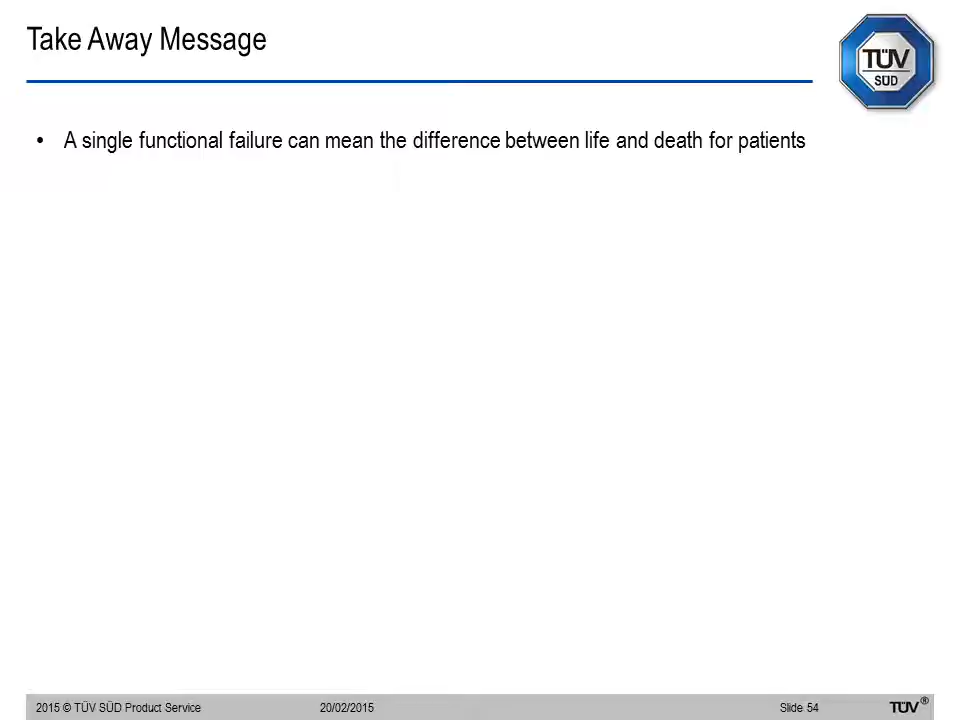 Take Away Message
TÜV
SÜD
• A single functional failure can mean the difference between life and death for patients
2015 © TÜV SÜD Product Service 20/02/2015 Slide 54 TÜV®